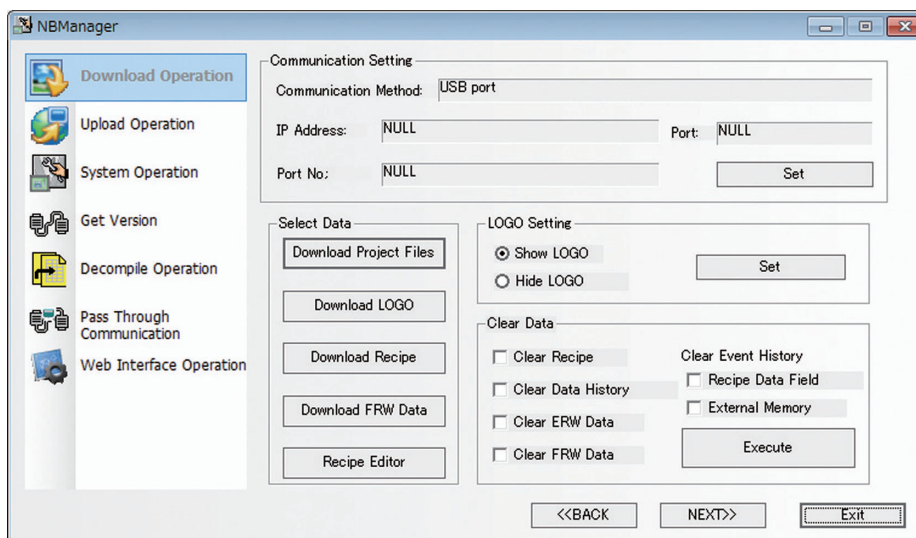 NBManager
Download Operation
Upload Operation
System Operation
Get Version
Decompile Operation
Pass Through
Communication
Web Interface Operation
Communication Setting
Communication Method: USB port
IP Address: NULL Port: NULL
Port No; NULL Set
Select Data
Download Project Files
Download LOGO
Download Recipe
Download FRW Data
Recipe Editor
LOGO Setting
Show LOGO
Hide LOGO
Set
Clear Data
Clear Recipe
Clear Data History
Clear ERW Data
Clear FRW Data
Clear Event History
Recipe Data Field
External Memory
Execute
<<BACK NEXT>> Exit